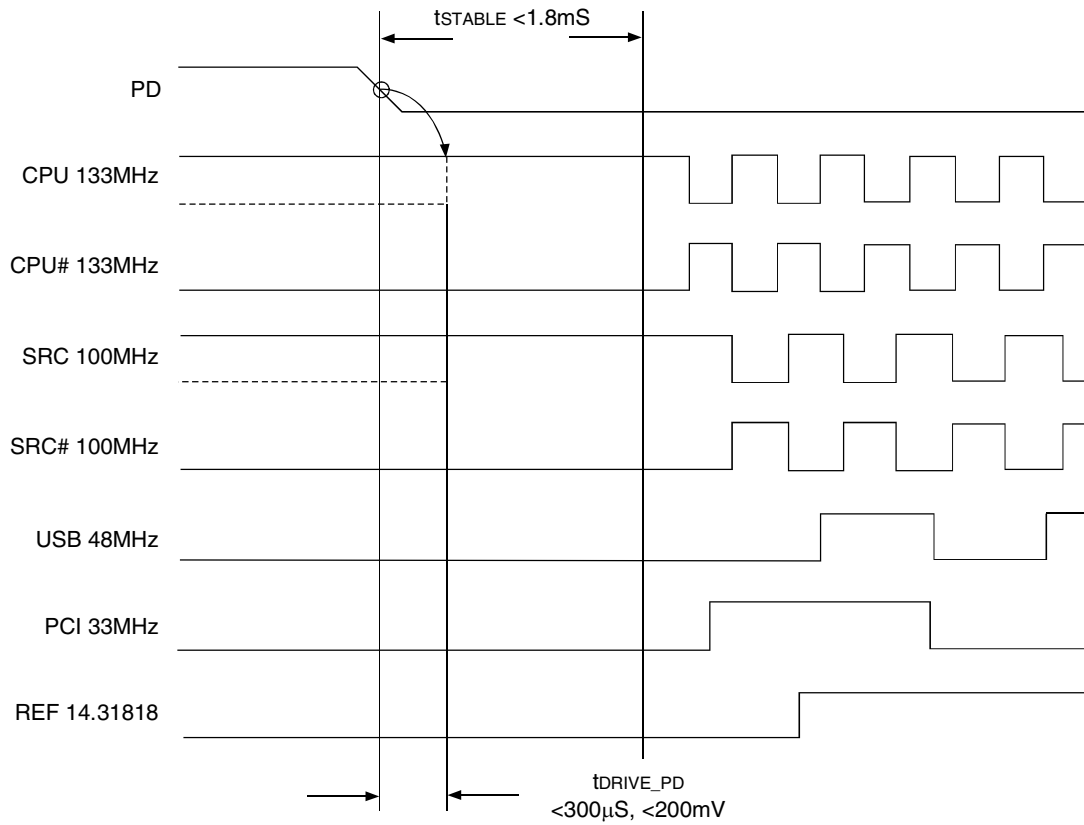 tSTABLE <1.8mS
PD
CPU 133MHz
CPU# 133MHz
SRC 100MHz
SRC# 100MHz
USB 48MHz
PCI 33MHz
REF 14.31818
tDRIVE_PD
<300µS, <200mV